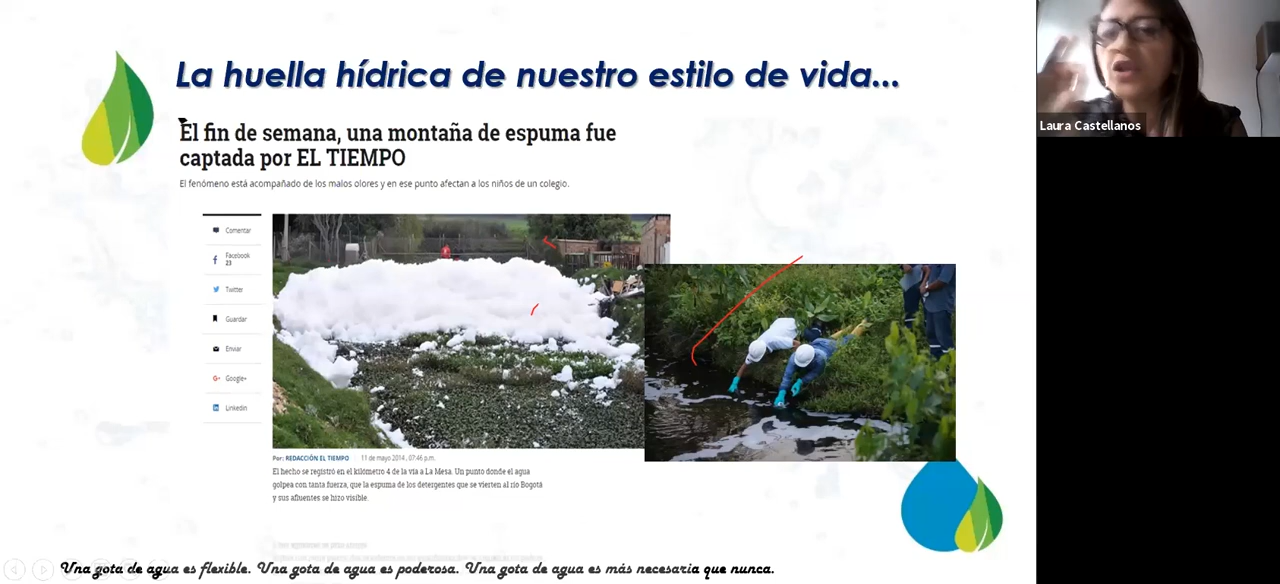 La huella hídrica de nuestro estilo de vida...
Laura Castellanos
El fin de semana, una montaña de espuma fue
captada por EL TIEMPO
El fenómeno está acompañado de los malos olores y en ese punto afectan a los niños de un colegio.
Comentar
Facebook
23
Twitter
Guardar
Enviar
Google+
Linkedin
Por: REDACCIÓN EL TIEMPO | 11 de mayo 2014 , 07:46 p.m.
El hecho se registró en el kilómetro 4 de la vía a La Mesa. Un punto donde el agua
golpea con tanta fuerza, que la espuma de los detergentes que se vierten al río Bogotá
y sus afluentes se hizo visible.
Una gota de agua es flexible. Una gota de agua es poderosa. Una gota de agua es más necesaria que nunca.